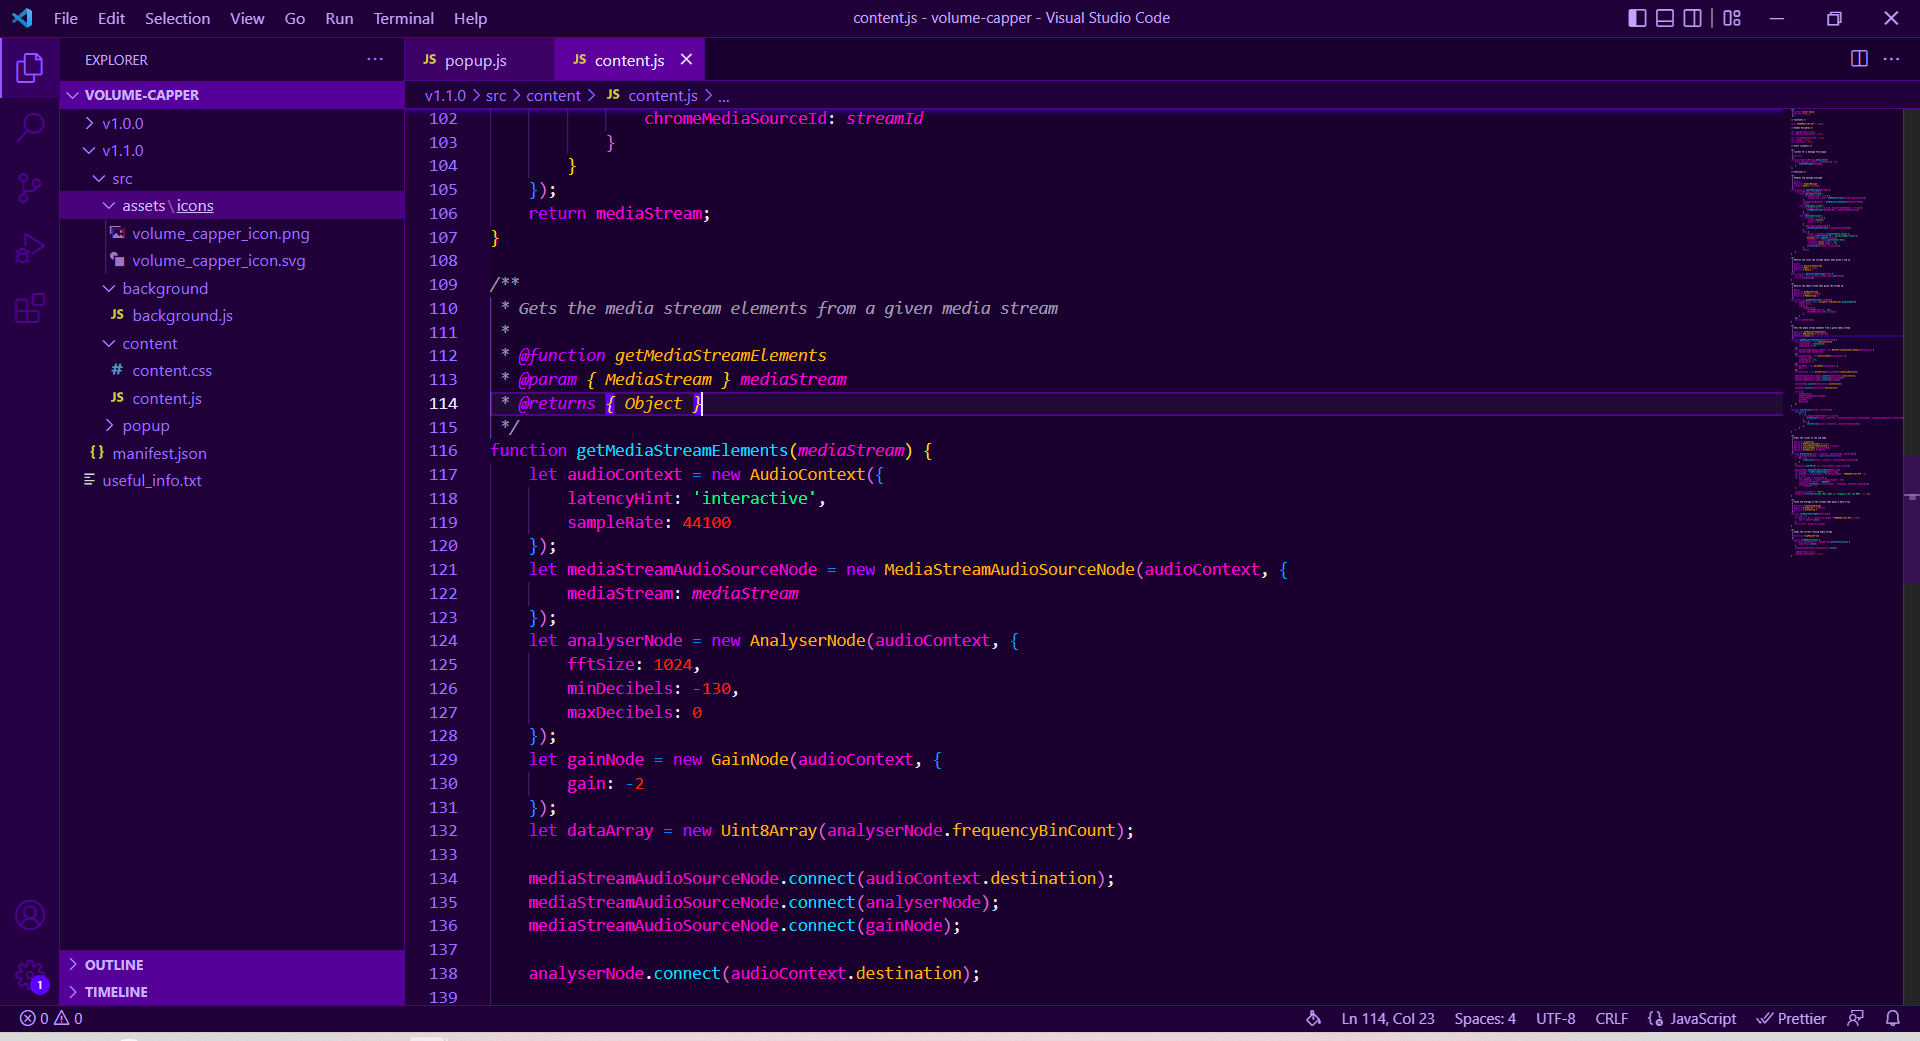 File Edit Selection View Go Run Terminal Help
content.js - volume-capper - Visual Studio Code
EXPLORER
VOLUME-CAPPER
v1.0.0
v1.1.0
src
assets\icons
volume_capper_icon.png
volume_capper_icon.svg
background
JS background.js
content
# content.css
JS content.js
popup
{} manifest.json
useful_info.txt
OUTLINE
TIMELINE
1
JS popup.js
JS content.js
v1.1.0 > src > content > JS content.js > ...
102 chromeMediaSourceId: streamId
103 }
104 }
105 });
106 return mediaStream;
107 }
108
109 /**
110 * Gets the media stream elements from a given media stream
111 *
112 * @function getMediaStreamElements
113 * @param { MediaStream } mediaStream
114 * @returns { Object }
115 */
116 function getMediaStreamElements(mediaStream) {
117 let audioContext = new AudioContext({
118 latencyHint: 'interactive',
119 sampleRate: 44100
120 });
121 let mediaStreamAudioSourceNode = new MediaStreamAudioSourceNode(audioContext, {
122 mediaStream: mediaStream
123 });
124 let analyserNode = new AnalyserNode(audioContext, {
125 fftSize: 1024,
126 minDecibels: -130,
127 maxDecibels: 0
128 });
129 let gainNode = new GainNode(audioContext, {
130 gain: -2
131 });
132 let dataArray = new Uint8Array(analyserNode.frequencyBinCount);
133
134 mediaStreamAudioSourceNode.connect(audioContext.destination);
135 mediaStreamAudioSourceNode.connect(analyserNode);
136 mediaStreamAudioSourceNode.connect(gainNode);
137
138 analyserNode.connect(audioContext.destination);
139
0 0
Ln 114, Col 23 Spaces: 4 UTF-8 CRLF JavaScript Prettier